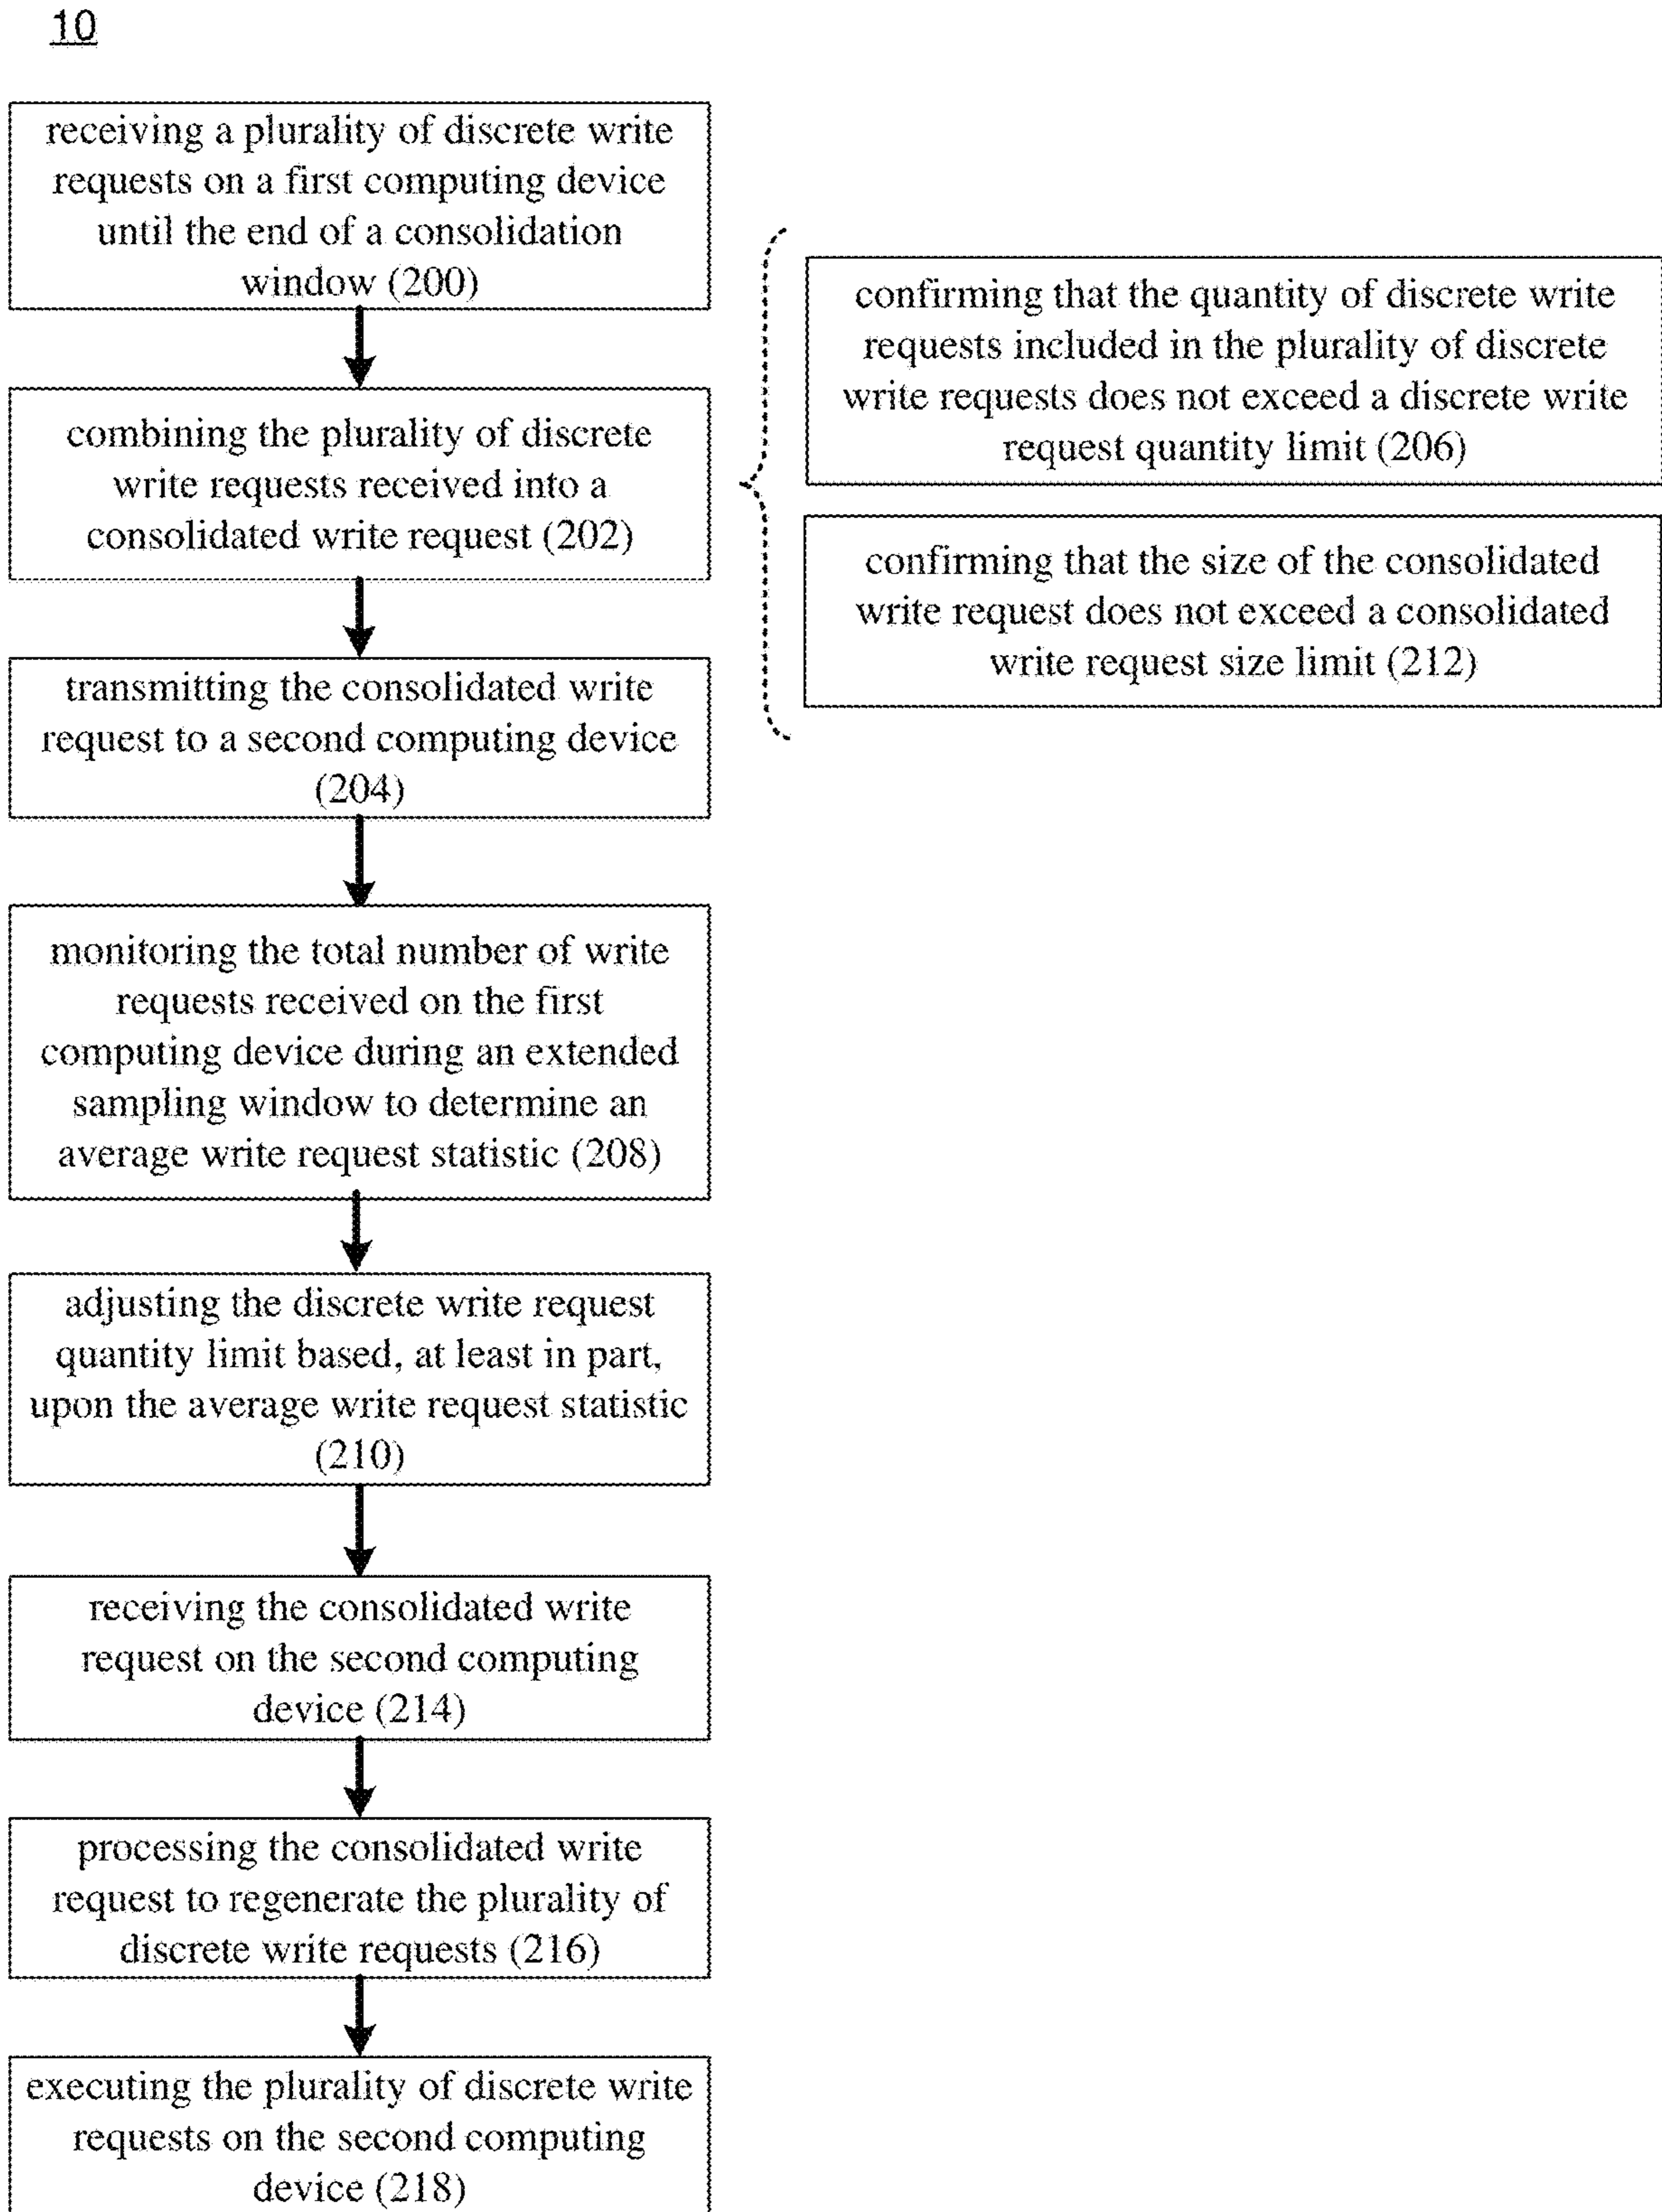 10
receiving a plurality of discrete write
requests on a first computing device
until the end of a consolidation
window (200)
combining the plurality of discrete
write requests received into a
consolidated write request (202)
confirming that the quantity of discrete write
requests included in the plurality of discrete
write requests does not exceed a discrete write
request quantity limit (206)
confirming that the size of the consolidated
write request does not exceed a consolidated
write request size limit (212)
transmitting the consolidated write
request to a second computing device
(204)
monitoring the total number of write
requests received on the first
computing device during an extended
sampling window to determine an
average write request statistic (208)
adjusting the discrete write request
quantity limit based, at least in part,
upon the average write request statistic
(210)
receiving the consolidated write
request on the second computing
device (214)
processing the consolidated write
request to regenerate the plurality of
discrete write requests (216)
executing the plurality of discrete write
requests on the second computing
device (218)